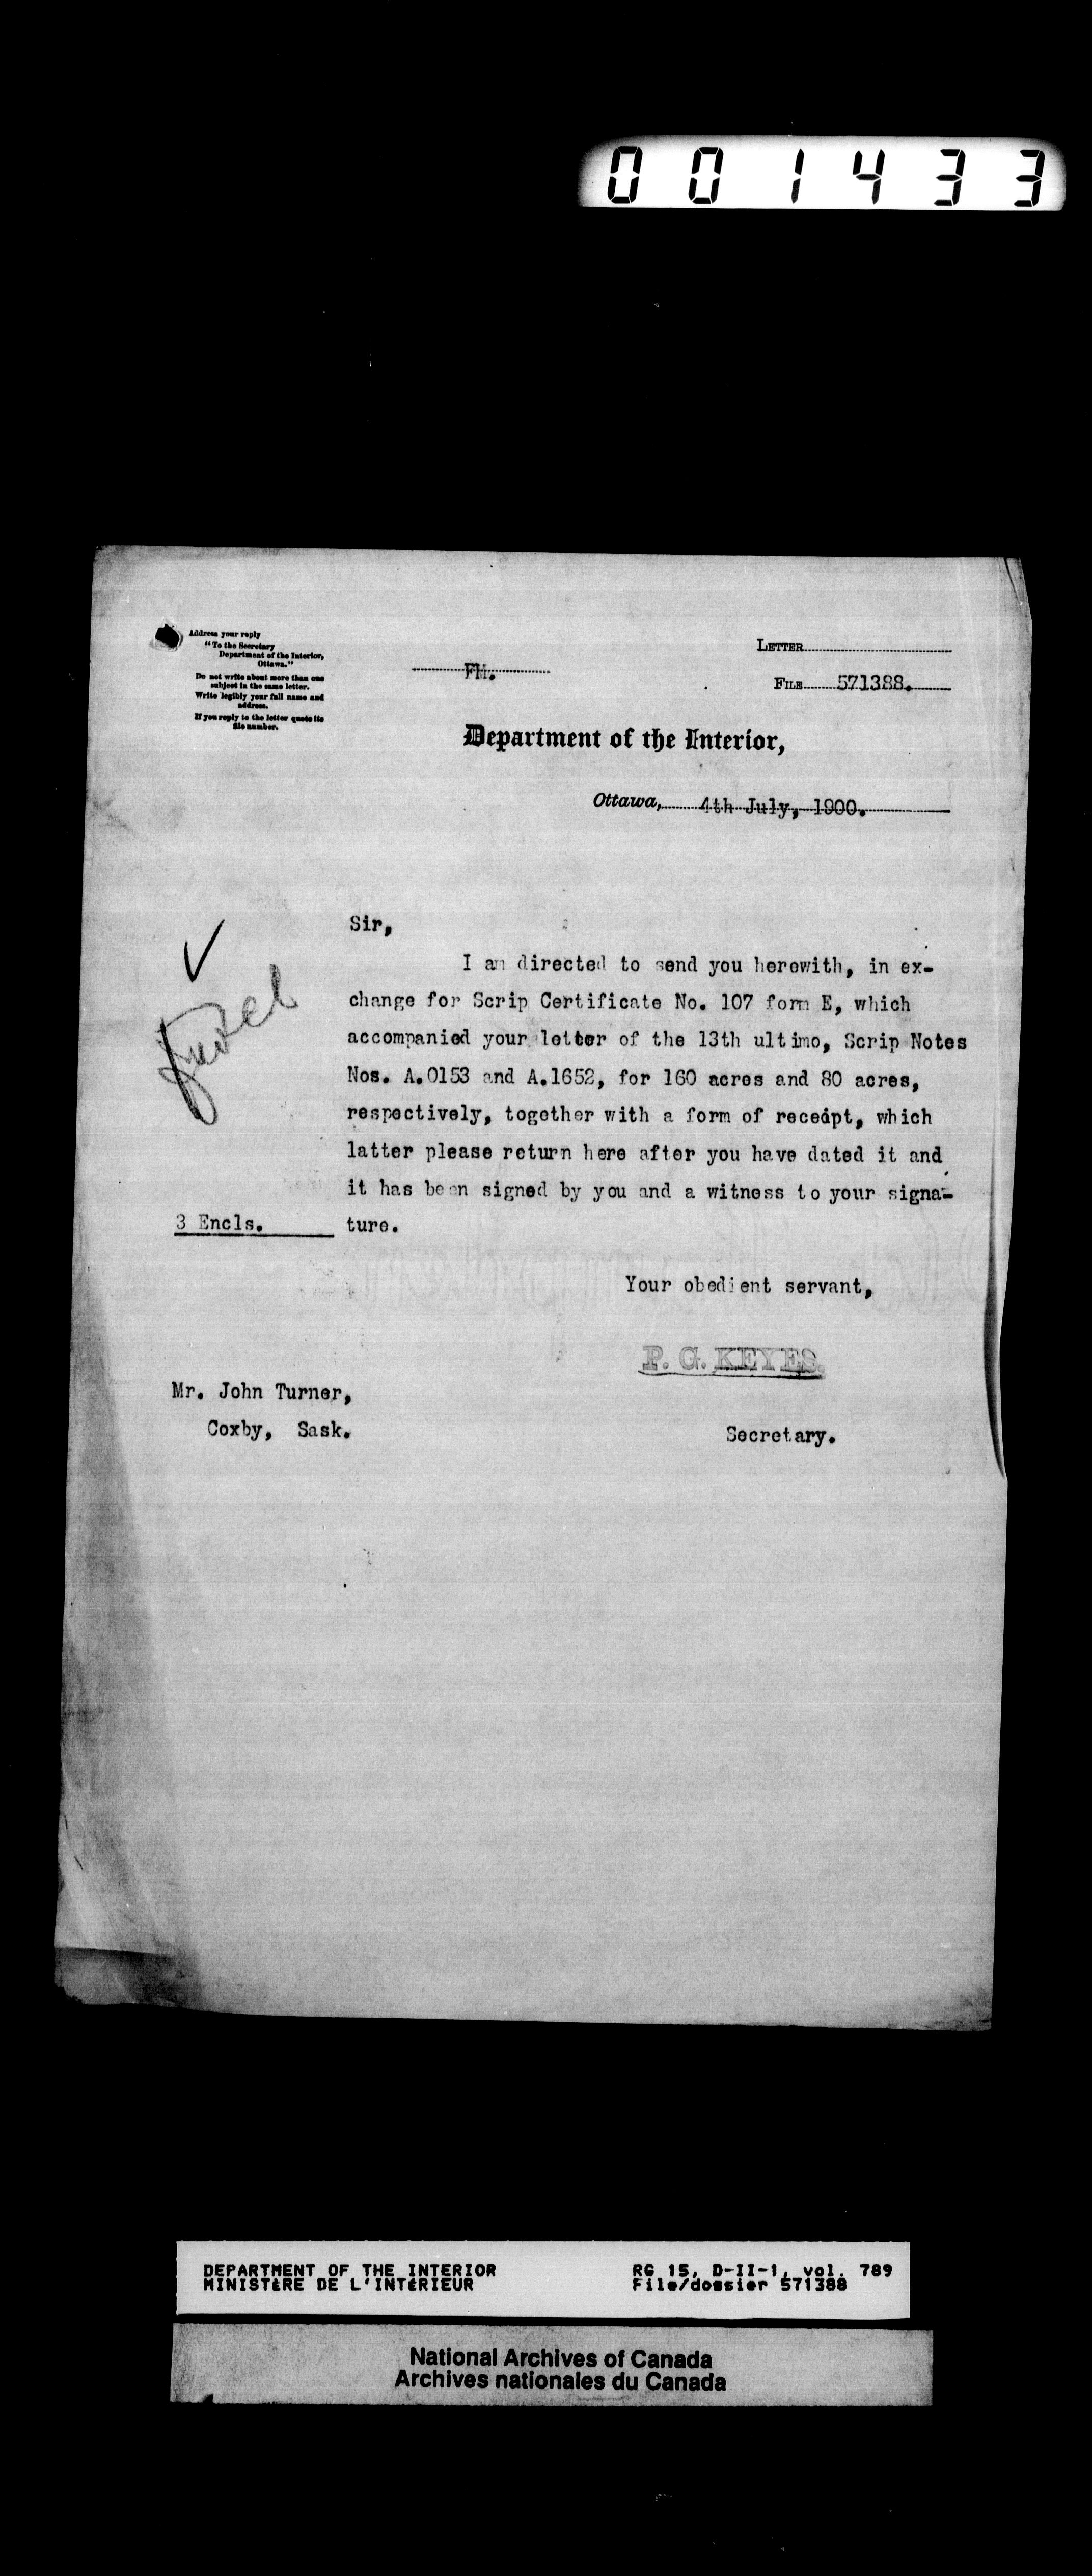 001433
Address your reply
"To the Secretary
Department of the Interior,
Ottawa."
Do not write about more than one
subject in the same letter.
Write legibly your full name and
address.
If you reply to the letter quote its
file number.
LETTER
FILE 571388.
Department of the Interior,
Ottawa, 4th July, 1900.
Sir,
I am directed to send you herewith, in ex-
change for Scrip Certificate No. 107 form E, which
accompanied your letter of the 13th ultimo, Scrip Notes
Nos. A.0153 and A.1652, for 160 acres and 80 acres,
respectively, together with a form of receipt, which
latter please return here after you have dated it and
it has been signed by you and a witness to your signa-
3 Encls. ture.
Your obedient servant,
P. G. KEYES.
Mr. John Turner,
Coxby, Sask.
Secretary.
DEPARTMENT OF THE INTERIOR
MINISTÈRE DE L'INTÉRIEUR
RG 15, D-II-1, vol. 789
File/dossier 571388
National Archives of Canada
Archives nationales du Canada